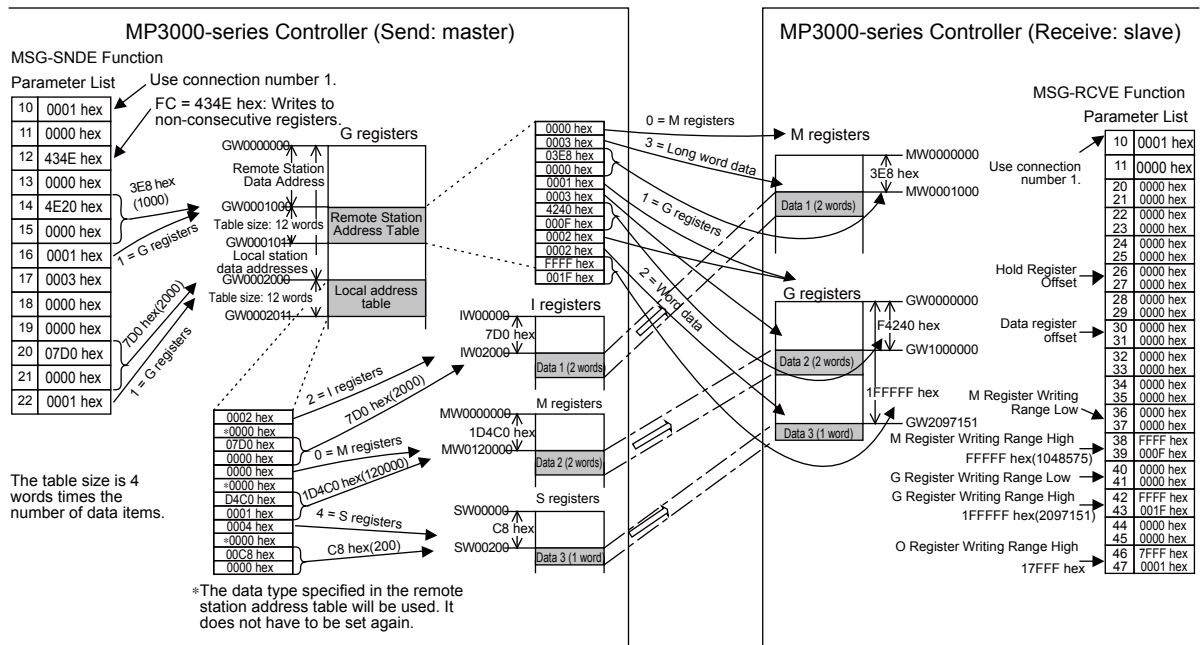 MP3000-series Controller (Send: master)
MSG-SNDE Function
Parameter List
Use connection number 1.
FC = 434E hex: Writes to
non-consecutive registers.
10 0001 hex
11 0000 hex
12 434E hex
13 0000 hex
14 4E20 hex
15 0000 hex
16 0001 hex
17 0003 hex
18 0000 hex
19 0000 hex
20 07D0 hex
21 0000 hex
22 0001 hex
3E8 hex
(1000)
1 = G registers
7D0 hex(2000)
1 = G registers
The table size is 4
words times the
number of data items.
G registers
GW0000000
Remote Station
Data Address
GW0001000
Table size: 12 words
GW0001011
Local station
data addresses
GW0002000
Table size: 12 words
GW0002011
Remote Station
Address Table
Local address
table
0000 hex
0003 hex
03E8 hex
0000 hex
0001 hex
0003 hex
4240 hex
000F hex
0002 hex
0002 hex
FFFF hex
001F hex
0002 hex
*0000 hex
07D0 hex
0000 hex
0000 hex
*0000 hex
D4C0 hex
0001 hex
0004 hex
*0000 hex
00C8 hex
0000 hex
2 = I registers
7D0 hex(2000)
0 = M registers
1D4C0 hex(120000)
4 = S registers
C8 hex(200)
*The data type specified in the remote
station address table will be used. It
does not have to be set again.
I registers
IW00000
7D0 hex
IW02000
Data 1 (2 words)
M registers
MW0000000
1D4C0 hex
MW0120000
Data 2 (2 words)
S registers
SW00000
C8 hex
SW00200
Data 3 (1 word)
0 = M registers
3 = Long word data
1 = G registers
2 = Word data
MP3000-series Controller (Receive: slave)
M registers
MW0000000
3E8 hex
MW0001000
Data 1 (2 words)
G registers
GW0000000
F4240 hex
GW1000000
Data 2 (2 words)
1FFFFF hex
GW2097151
Data 3 (1 word)
MSG-RCVE Function
Parameter List
Use connection
number 1.
Hold Register
Offset
Data register
offset
M Register Writing
Range Low
M Register Writing Range High
FFFFF hex(1048575)
G Register Writing Range Low
G Register Writing Range High
1FFFFF hex(2097151)
O Register Writing Range High
17FFF hex
10 0001 hex
11 0000 hex
20 0000 hex
21 0000 hex
22 0000 hex
23 0000 hex
24 0000 hex
25 0000 hex
26 0000 hex
27 0000 hex
28 0000 hex
29 0000 hex
30 0000 hex
31 0000 hex
32 0000 hex
33 0000 hex
34 0000 hex
35 0000 hex
36 0000 hex
37 0000 hex
38 FFFF hex
39 000F hex
40 0000 hex
41 0000 hex
42 FFFF hex
43 001F hex
44 0000 hex
45 0000 hex
46 7FFF hex
47 0001 hex